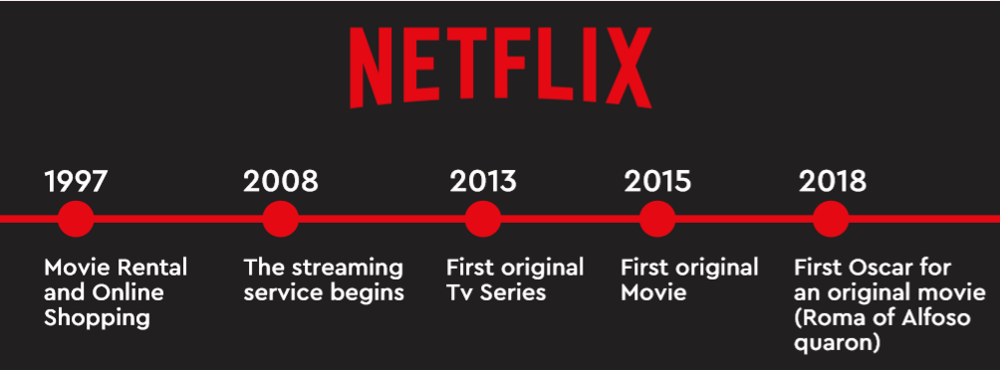 NETFLIX
1997
Movie Rental
and Online
Shopping
2008
The streaming
service begins
2013
First original
Tv Series
2015
First original
Movie
2018
First Oscar for
an original movie
(Roma of Alfoso
quaron)